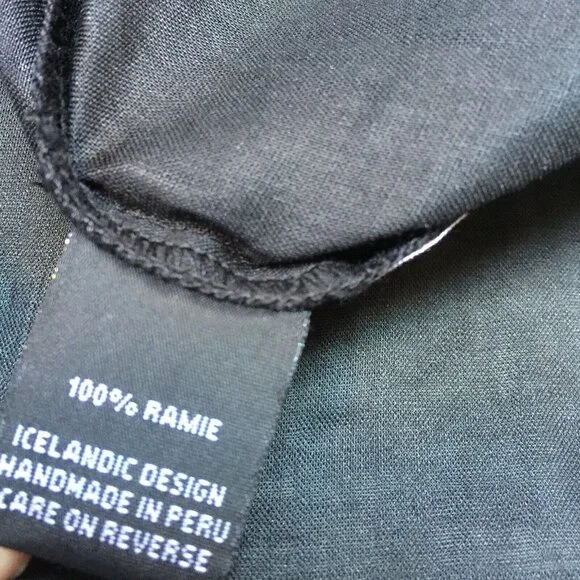 100% RAMIE
ICELANDIC DESIGN
HANDMADE IN PERU
CARE ON REVERSE